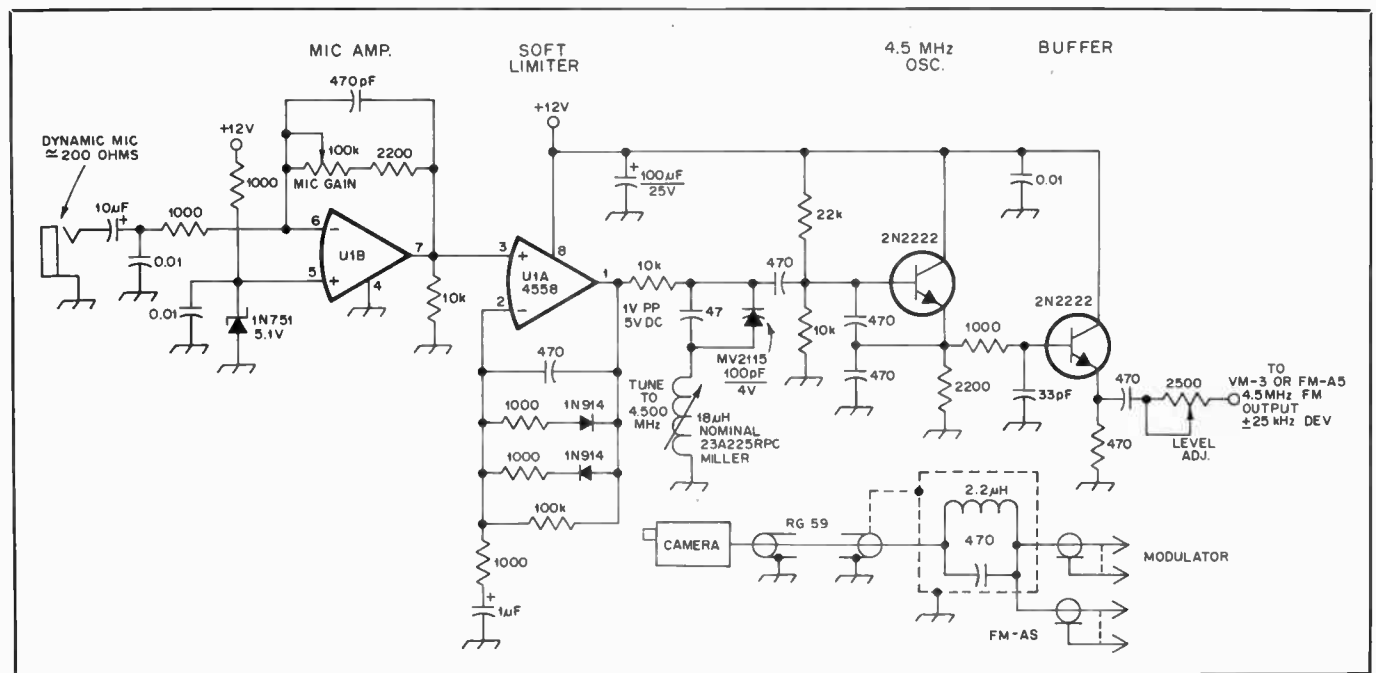 MIC AMP.
SOFT
LIMITER
4.5 MHz
OSC.
BUFFER
470pF
+12V
+12V
DYNAMIC MIC
≃200 OHMS
100k
2200
MIC GAIN
1000
100µF
25V
0.01
22k
10µF
+
1000
6
-
U1B
7
5
+
4
3
+
8
U1A
4558
1
2
-
10k
470
2N2222
2N2222
0.01
0.01
1N751
5.1V
10k
1V PP
5V DC
47
MV2115
100pF
4V
10k
470
470
1000
2200
33pF
470
2500
LEVEL
ADJ.
470
TO
VM-3 OR FM-A5
4.5MHz FM
OUTPUT
±25kHz DEV
470
1000
1N914
1000
1N914
100k
1000
+
1µF
TUNE
TO
4.500
MHz
18µH
NOMINAL
23A225RPC
MILLER
CAMERA
RG 59
2.2µH
470
MODULATOR
FM-A5